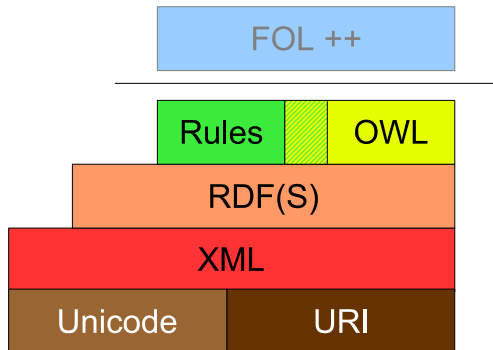 FOL ++
Rules OWL
RDF(S)
XML
Unicode URI